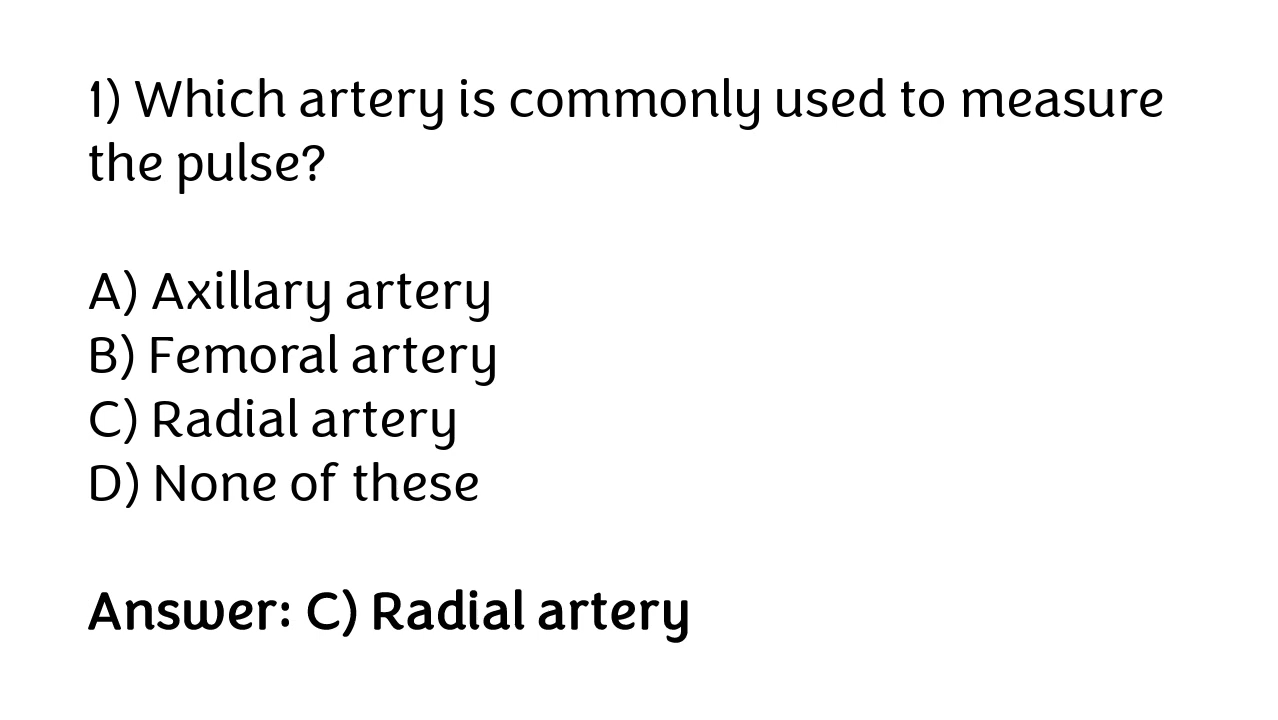 1) Which artery is commonly used to measure
the pulse?
A) Axillary artery
B) Femoral artery
C) Radial artery
D) None of these
Answer: C) Radial artery